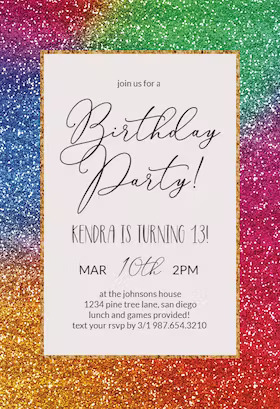 join us for a
Birthday
Party!
KENDRA IS TURNING 13!
MAR 10th 2PM
at the johnsons house
1234 pine tree lane, san diego
lunch and games provided!
text your rsvp by 3/1 987.654.3210